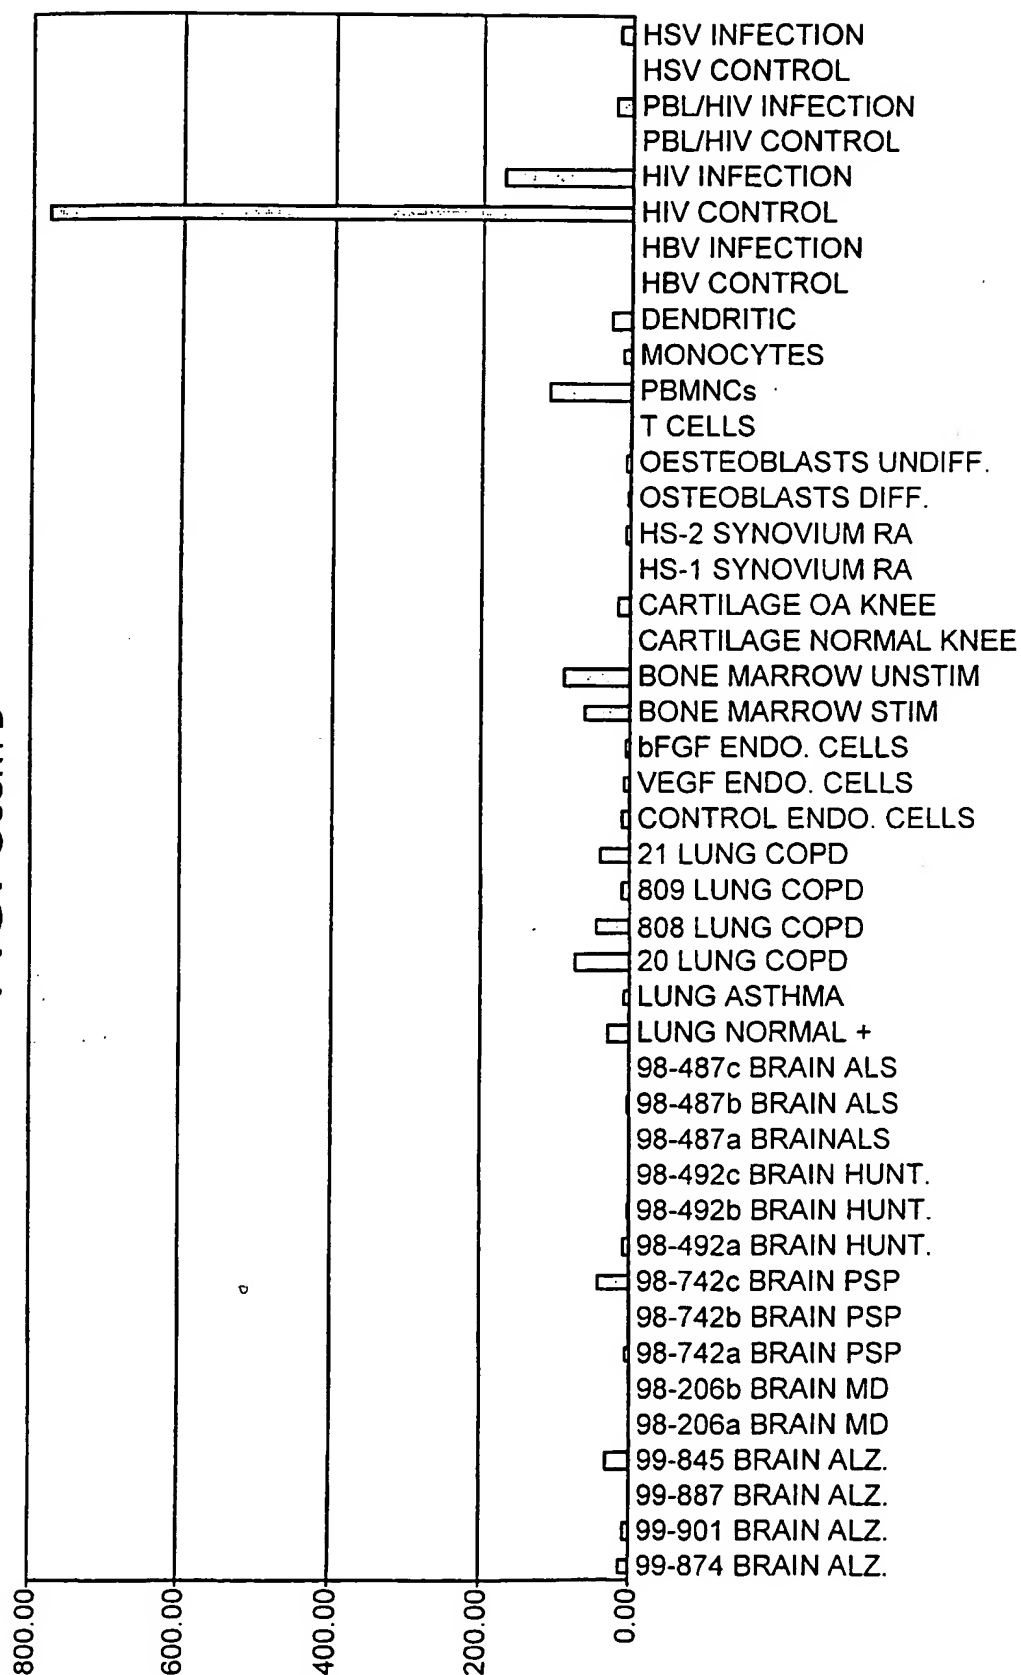 HSV INFECTION
HSV CONTROL
PBL/HIV INFECTION
PBL/HIV CONTROL
HIV INFECTION
HIV CONTROL
HBV INFECTION
HBV CONTROL
DENDRITIC
MONOCYTES
PBMNCs
T CELLS
OESTEOBLASTS UNDIFF.
OSTEOBLASTS DIFF.
HS-2 SYNOVIUM RA
HS-1 SYNOVIUM RA
CARTILAGE OA KNEE
CARTILAGE NORMAL KNEE
BONE MARROW UNSTIM
BONE MARROW STIM
bFGF ENDO. CELLS
VEGF ENDO. CELLS
CONTROL ENDO. CELLS
21 LUNG COPD
809 LUNG COPD
808 LUNG COPD
20 LUNG COPD
LUNG ASTHMA
LUNG NORMAL +
98-487c BRAIN ALS
98-487b BRAIN ALS
98-487a BRAINALS
98-492c BRAIN HUNT.
98-492b BRAIN HUNT.
98-492a BRAIN HUNT.
98-742c BRAIN PSP
98-742b BRAIN PSP
98-742a BRAIN PSP
98-206b BRAIN MD
98-206a BRAIN MD
99-845 BRAIN ALZ.
99-887 BRAIN ALZ.
99-901 BRAIN ALZ.
99-874 BRAIN ALZ.
800.00
600.00
400.00
200.00
0.00